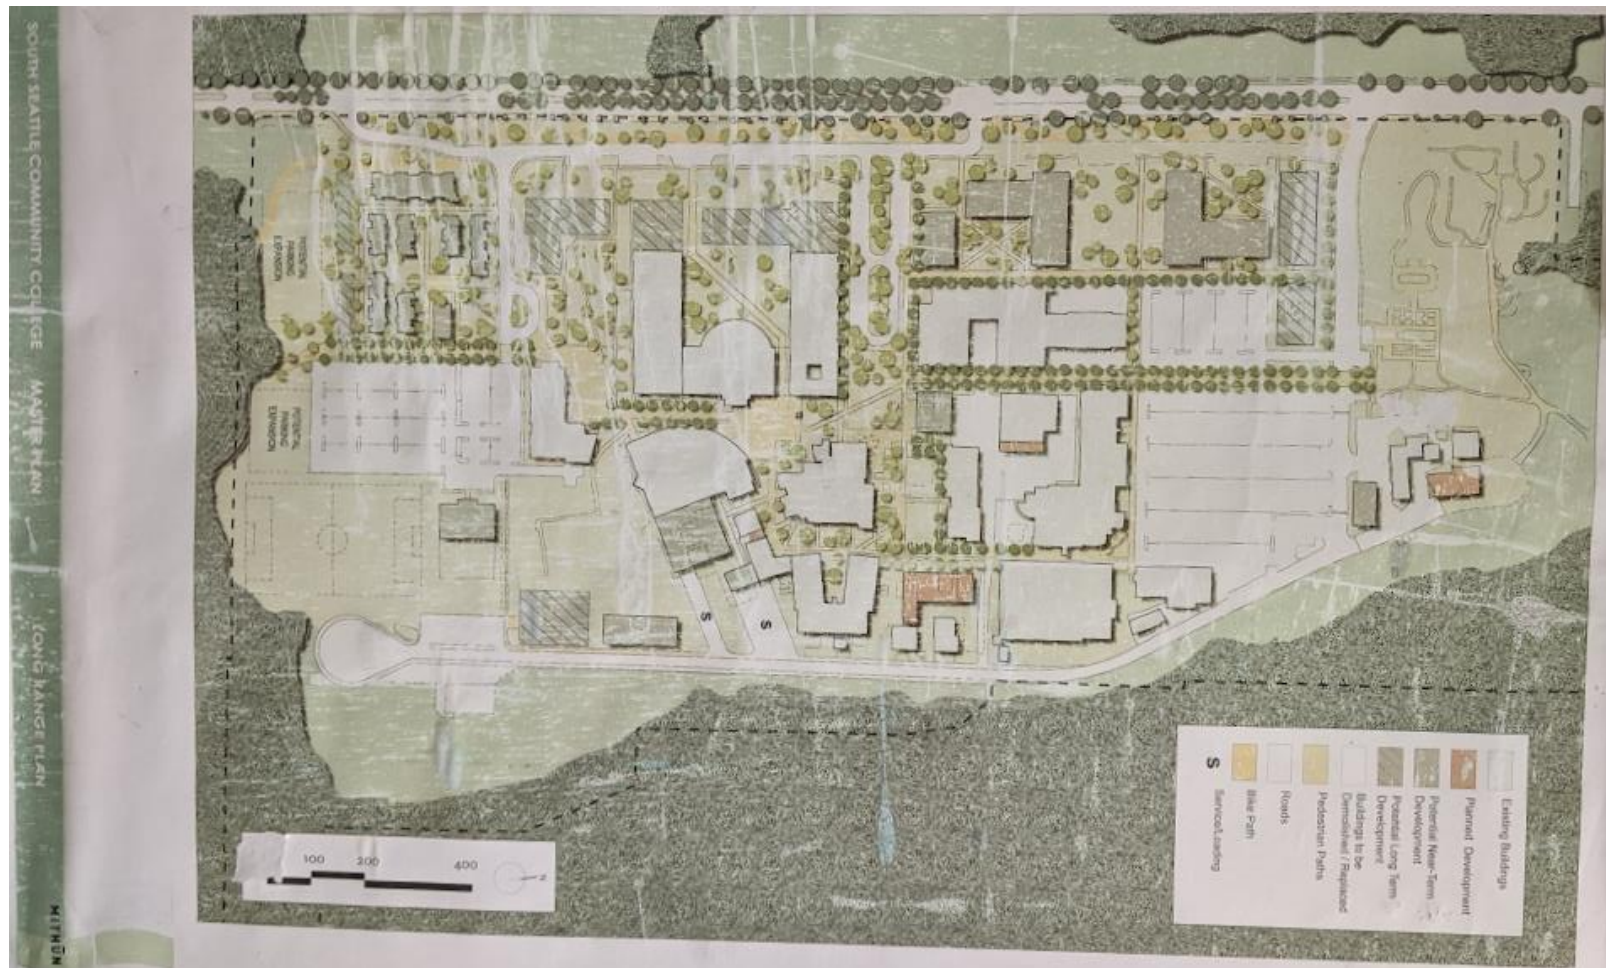 SOUTH SEATTLE COMMUNITY COLLEGE MASTER PLAN LONG RANGE PLAN
MITHŪN
POTENTIAL
PARKING
EXPANSION
POTENTIAL
PARKING
EXPANSION
S
S
Existing Buildings
Planned Development
Potential Near-Term
Development
Potential Long Term
Development
Buildings to be
Demolished / Replaced
Pedestrian Paths
Roads
Bike Path
S Service/Loading
100 200 400
N